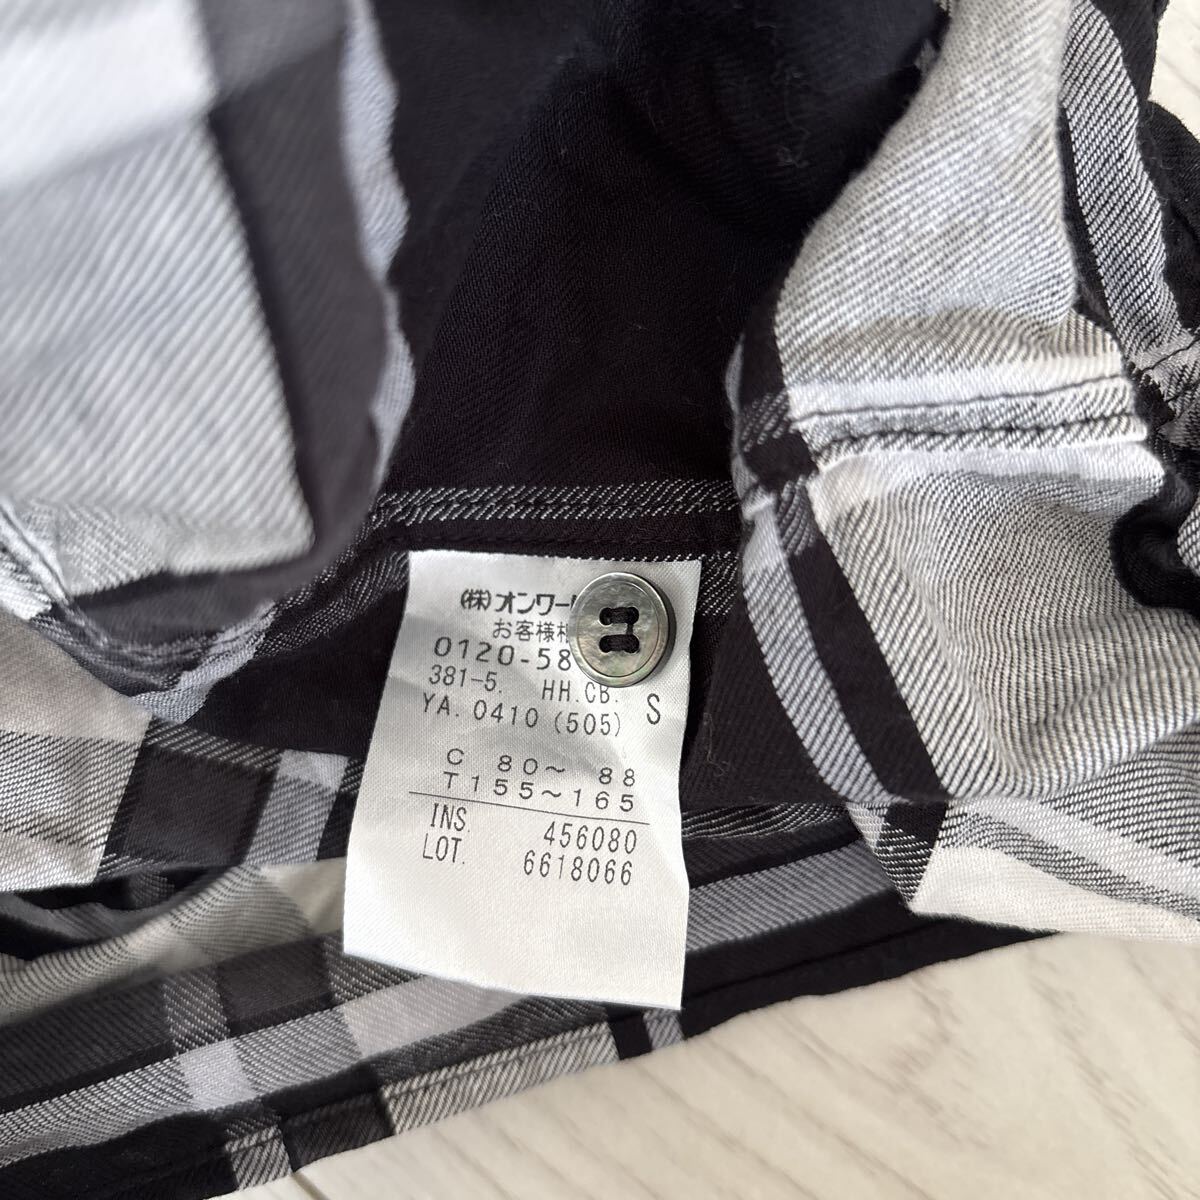 (株)オンワー
お客様相
0120-58
381-5. HH.CB. S
YA.0410(505)
C 80〜 88
T155〜165
INS. 456080
LOT. 6618066